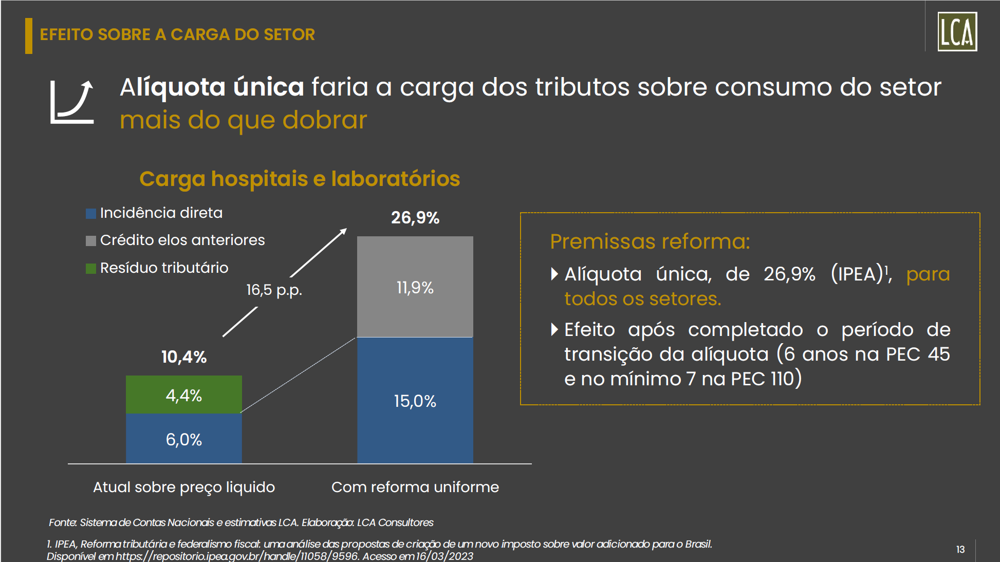 EFEITO SOBRE A CARGA DO SETOR
LCA
Alíquota única faria a carga dos tributos sobre consumo do setor
mais do que dobrar
Carga hospitais e laboratórios
Incidência direta
Crédito elos anteriores
Resíduo tributário
16,5 p.p.
10,4%
4,4%
6,0%
26,9%
11,9%
15,0%
Atual sobre preço liquido
Com reforma uniforme
Premissas reforma:
Alíquota única, de 26,9% (IPEA)¹, para
todos os setores.
Efeito após completado o período de
transição da alíquota (6 anos na PEC 45
e no mínimo 7 na PEC 110)
Fonte: Sistema de Contas Nacionais e estimativas LCA. Elaboração: LCA Consultores
1. IPEA, Reforma tributária e federalismo fiscal: uma análise das propostas de criação de um novo imposto sobre valor adicionado para o Brasil.
Disponível em https://repositorio.ipea.gov.br/handle/11058/9596. Acesso em 16/03/2023
13